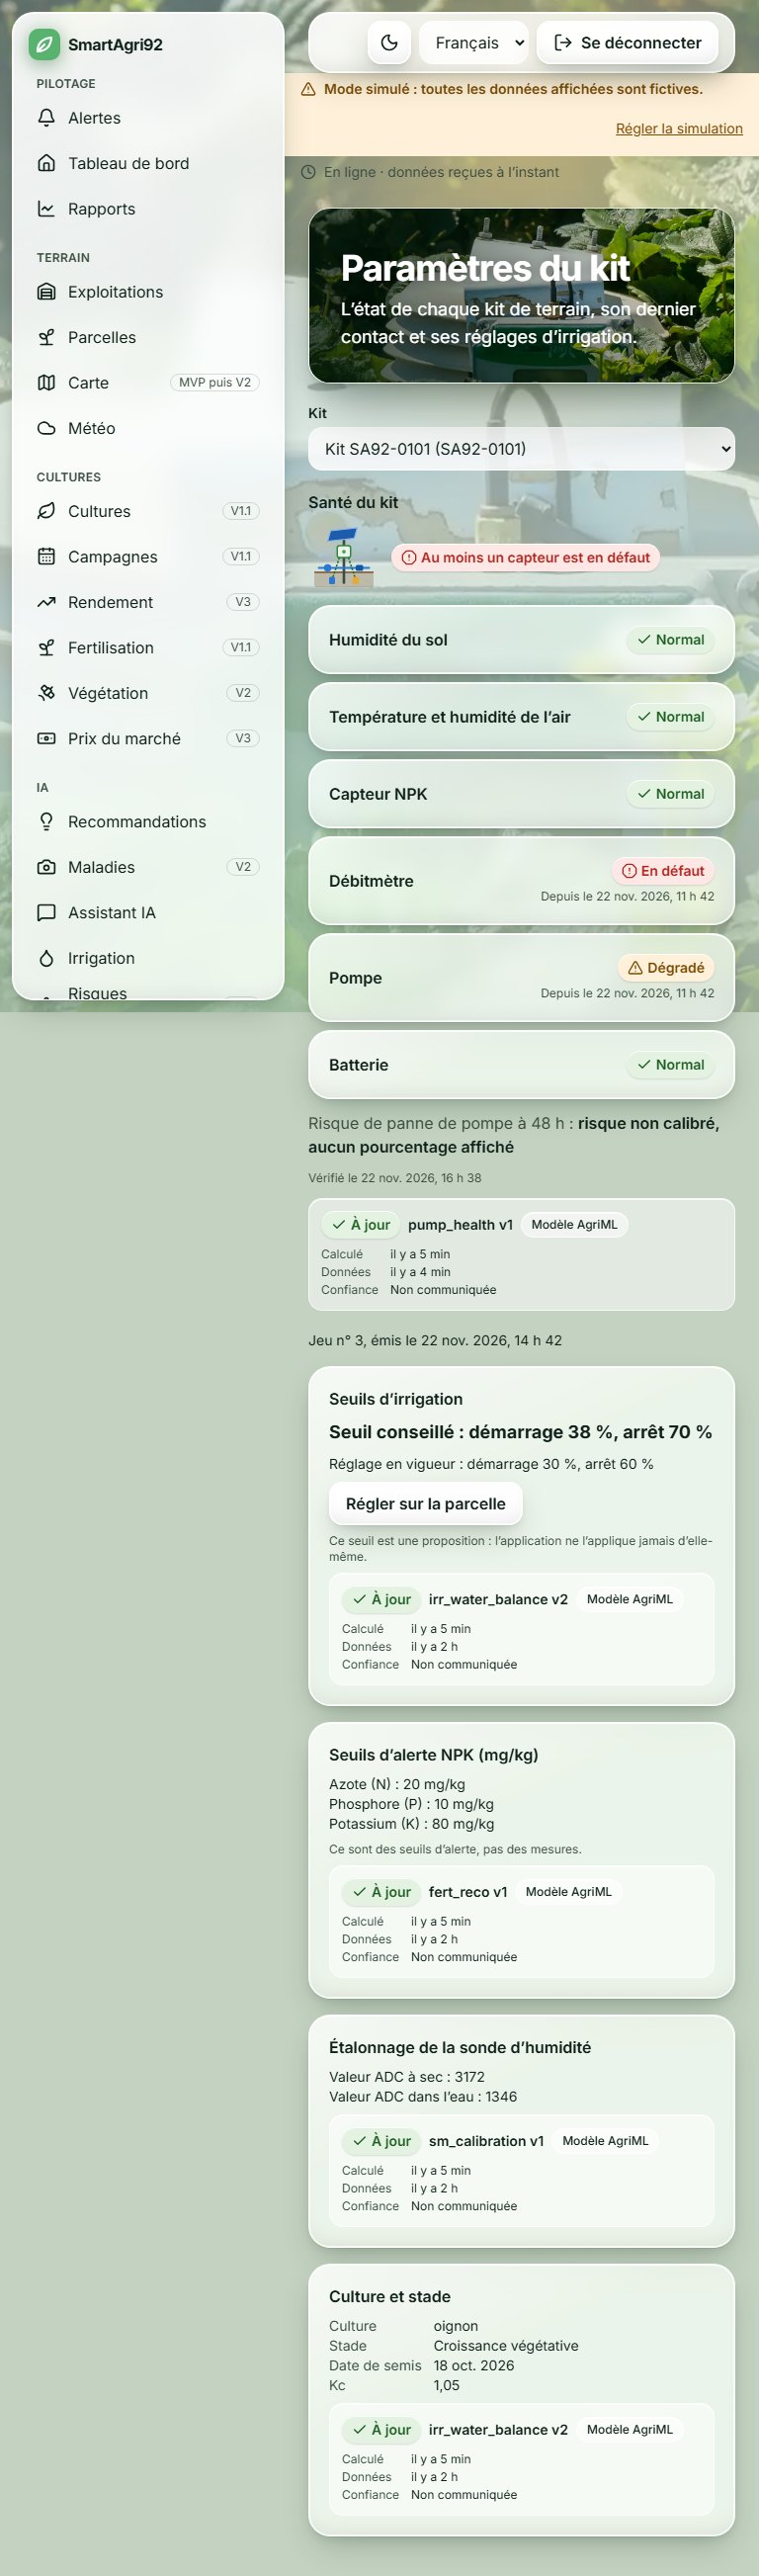 SmartAgri92
PILOTAGE
Alertes
Tableau de bord
Rapports
TERRAIN
Exploitations
Parcelles
Carte MVP puis V2
Météo
CULTURES
Cultures V1.1
Campagnes V1.1
Rendement V3
Fertilisation V1.1
Végétation V2
Prix du marché V3
IA
Recommandations
Maladies V2
Assistant IA
Irrigation
Risques
Français Se déconnecter
Mode simulé : toutes les données affichées sont fictives.
Régler la simulation
En ligne · données reçues à l’instant
Paramètres du kit
L’état de chaque kit de terrain, son dernier
contact et ses réglages d’irrigation.
Kit
Kit SA92-0101 (SA92-0101)
Santé du kit
Au moins un capteur est en défaut
Humidité du sol Normal
Température et humidité de l’air Normal
Capteur NPK Normal
Débitmètre En défaut
Depuis le 22 nov. 2026, 11 h 42
Pompe Dégradé
Depuis le 22 nov. 2026, 11 h 42
Batterie Normal
Risque de panne de pompe à 48 h : risque non calibré,
aucun pourcentage affiché
Vérifié le 22 nov. 2026, 16 h 38
À jour pump_health v1 Modèle AgriML
Calculé il y a 5 min
Données il y a 4 min
Confiance Non communiquée
Jeu n° 3, émis le 22 nov. 2026, 14 h 42
Seuils d’irrigation
Seuil conseillé : démarrage 38 %, arrêt 70 %
Réglage en vigueur : démarrage 30 %, arrêt 60 %
Régler sur la parcelle
Ce seuil est une proposition : l’application ne l’applique jamais d’elle-
même.
À jour irr_water_balance v2 Modèle AgriML
Calculé il y a 5 min
Données il y a 2 h
Confiance Non communiquée
Seuils d’alerte NPK (mg/kg)
Azote (N) : 20 mg/kg
Phosphore (P) : 10 mg/kg
Potassium (K) : 80 mg/kg
Ce sont des seuils d’alerte, pas des mesures.
À jour fert_reco v1 Modèle AgriML
Calculé il y a 5 min
Données il y a 2 h
Confiance Non communiquée
Étalonnage de la sonde d’humidité
Valeur ADC à sec : 3172
Valeur ADC dans l’eau : 1346
À jour sm_calibration v1 Modèle AgriML
Calculé il y a 5 min
Données il y a 2 h
Confiance Non communiquée
Culture et stade
Culture oignon
Stade Croissance végétative
Date de semis 18 oct. 2026
Kc 1,05
À jour irr_water_balance v2 Modèle AgriML
Calculé il y a 5 min
Données il y a 2 h
Confiance Non communiquée